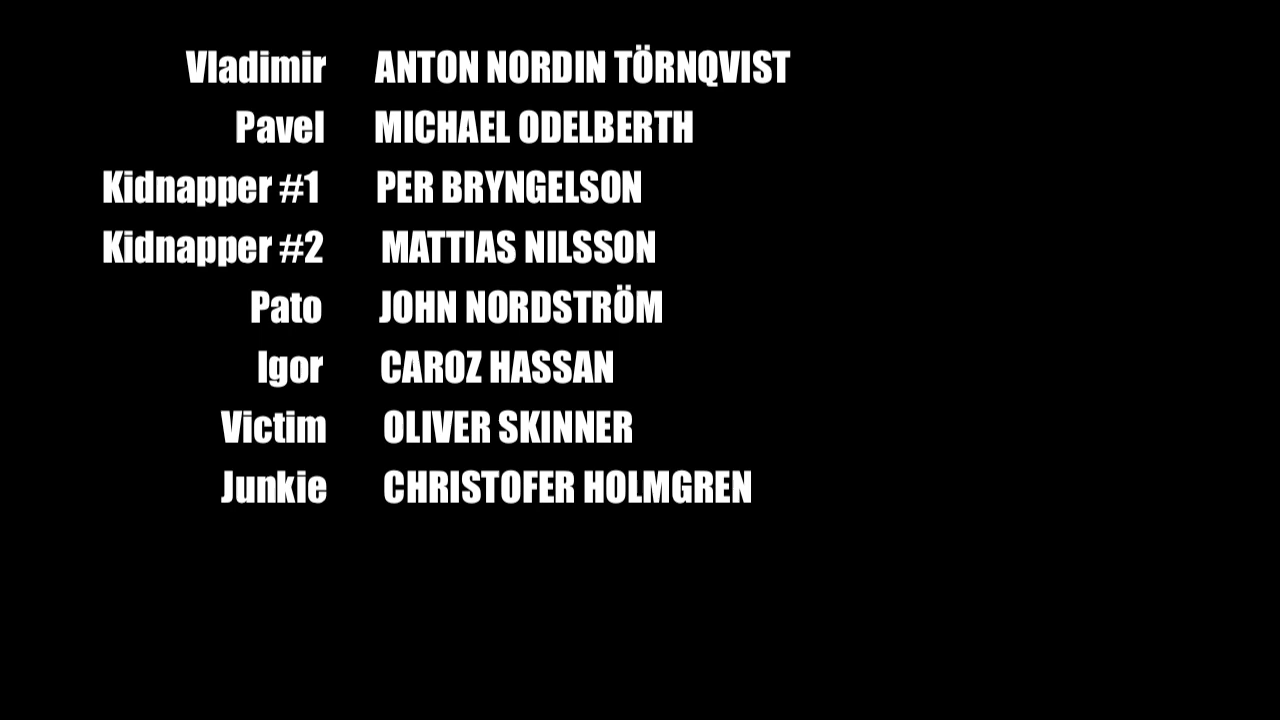 Vladimir ANTON NORDIN TÖRNQVIST
Pavel MICHAEL ODELBERTH
Kidnapper #1 PER BRYNGELSON
Kidnapper #2 MATTIAS NILSSON
Pato JOHN NORDSTRÖM
Igor CAROZ HASSAN
Victim OLIVER SKINNER
Junkie CHRISTOFER HOLMGREN